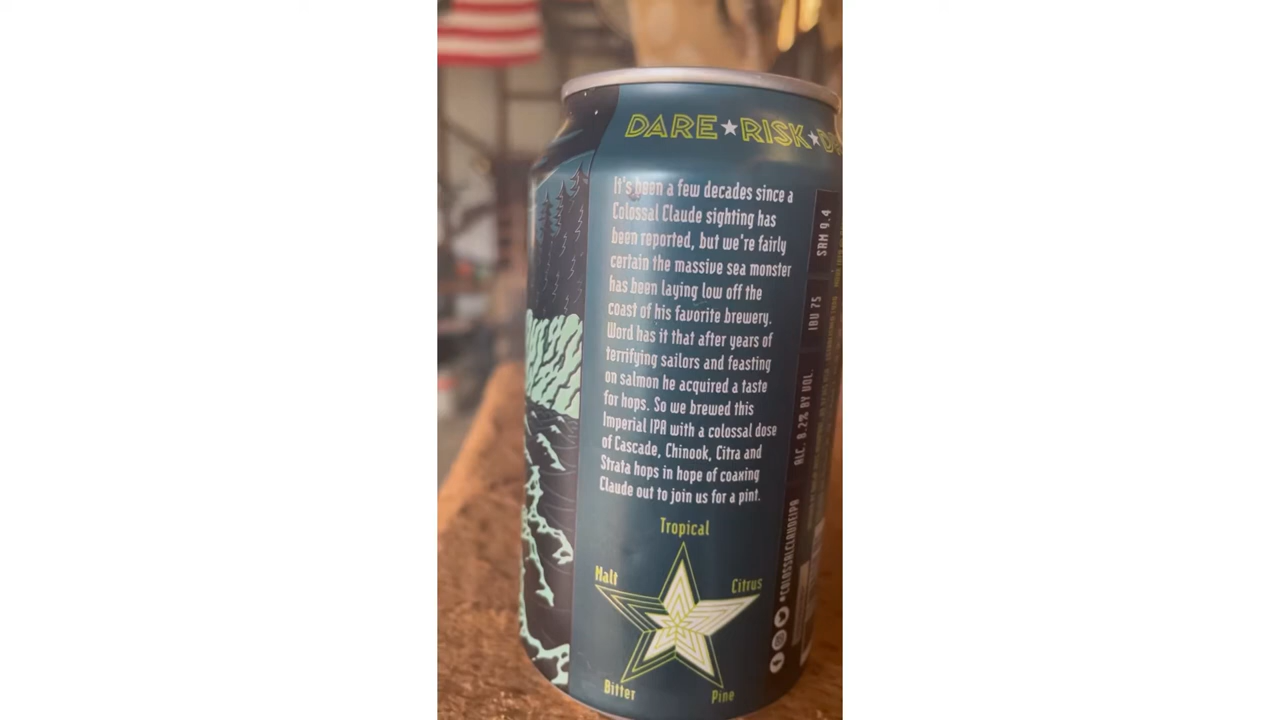 DARE★RISK★
It's been a few decades since a
Colossal Claude sighting has
been reported, but we're fairly
certain the massive sea monster
has been laying low off the
coast of his favorite brewery.
Word has it that after years of
terrifying sailors and feasting
on salmon he acquired a taste
for hops. So we brewed this
Imperial IPA with a colossal dose
of Cascade, Chinook, Citra and
Strata hops in hope of coaxing
Claude out to join us for a pint.
Tropical
Malt
Citrus
Bitter
Pine
#COLOSSALCLAUDEIPA
ALC. 8.2% BY VOL.
IBU 75
SRM 9.4